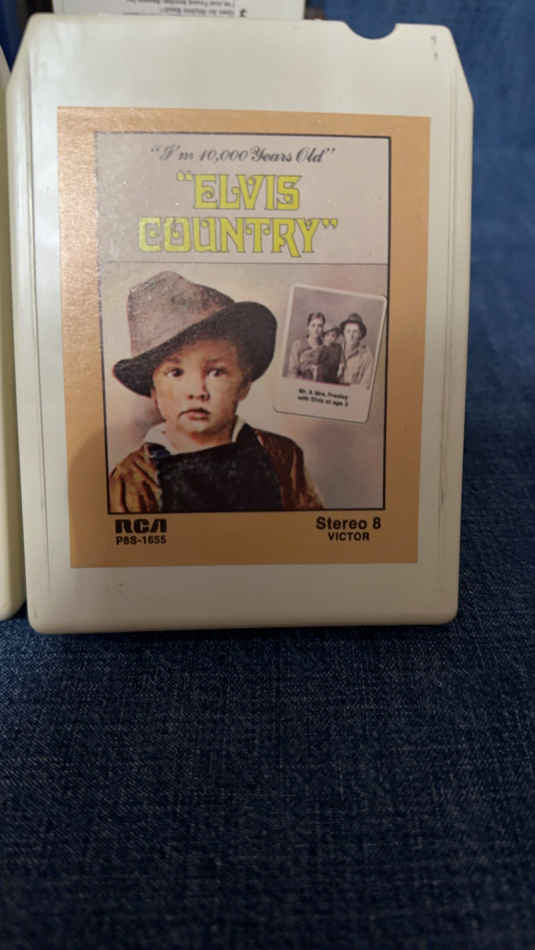 "I'm 10,000 Years Old"
"ELVIS
COUNTRY"
Mr. & Mrs. Presley
with Elvis at age 2
RCA
P8S-1655
Stereo 8
VICTOR